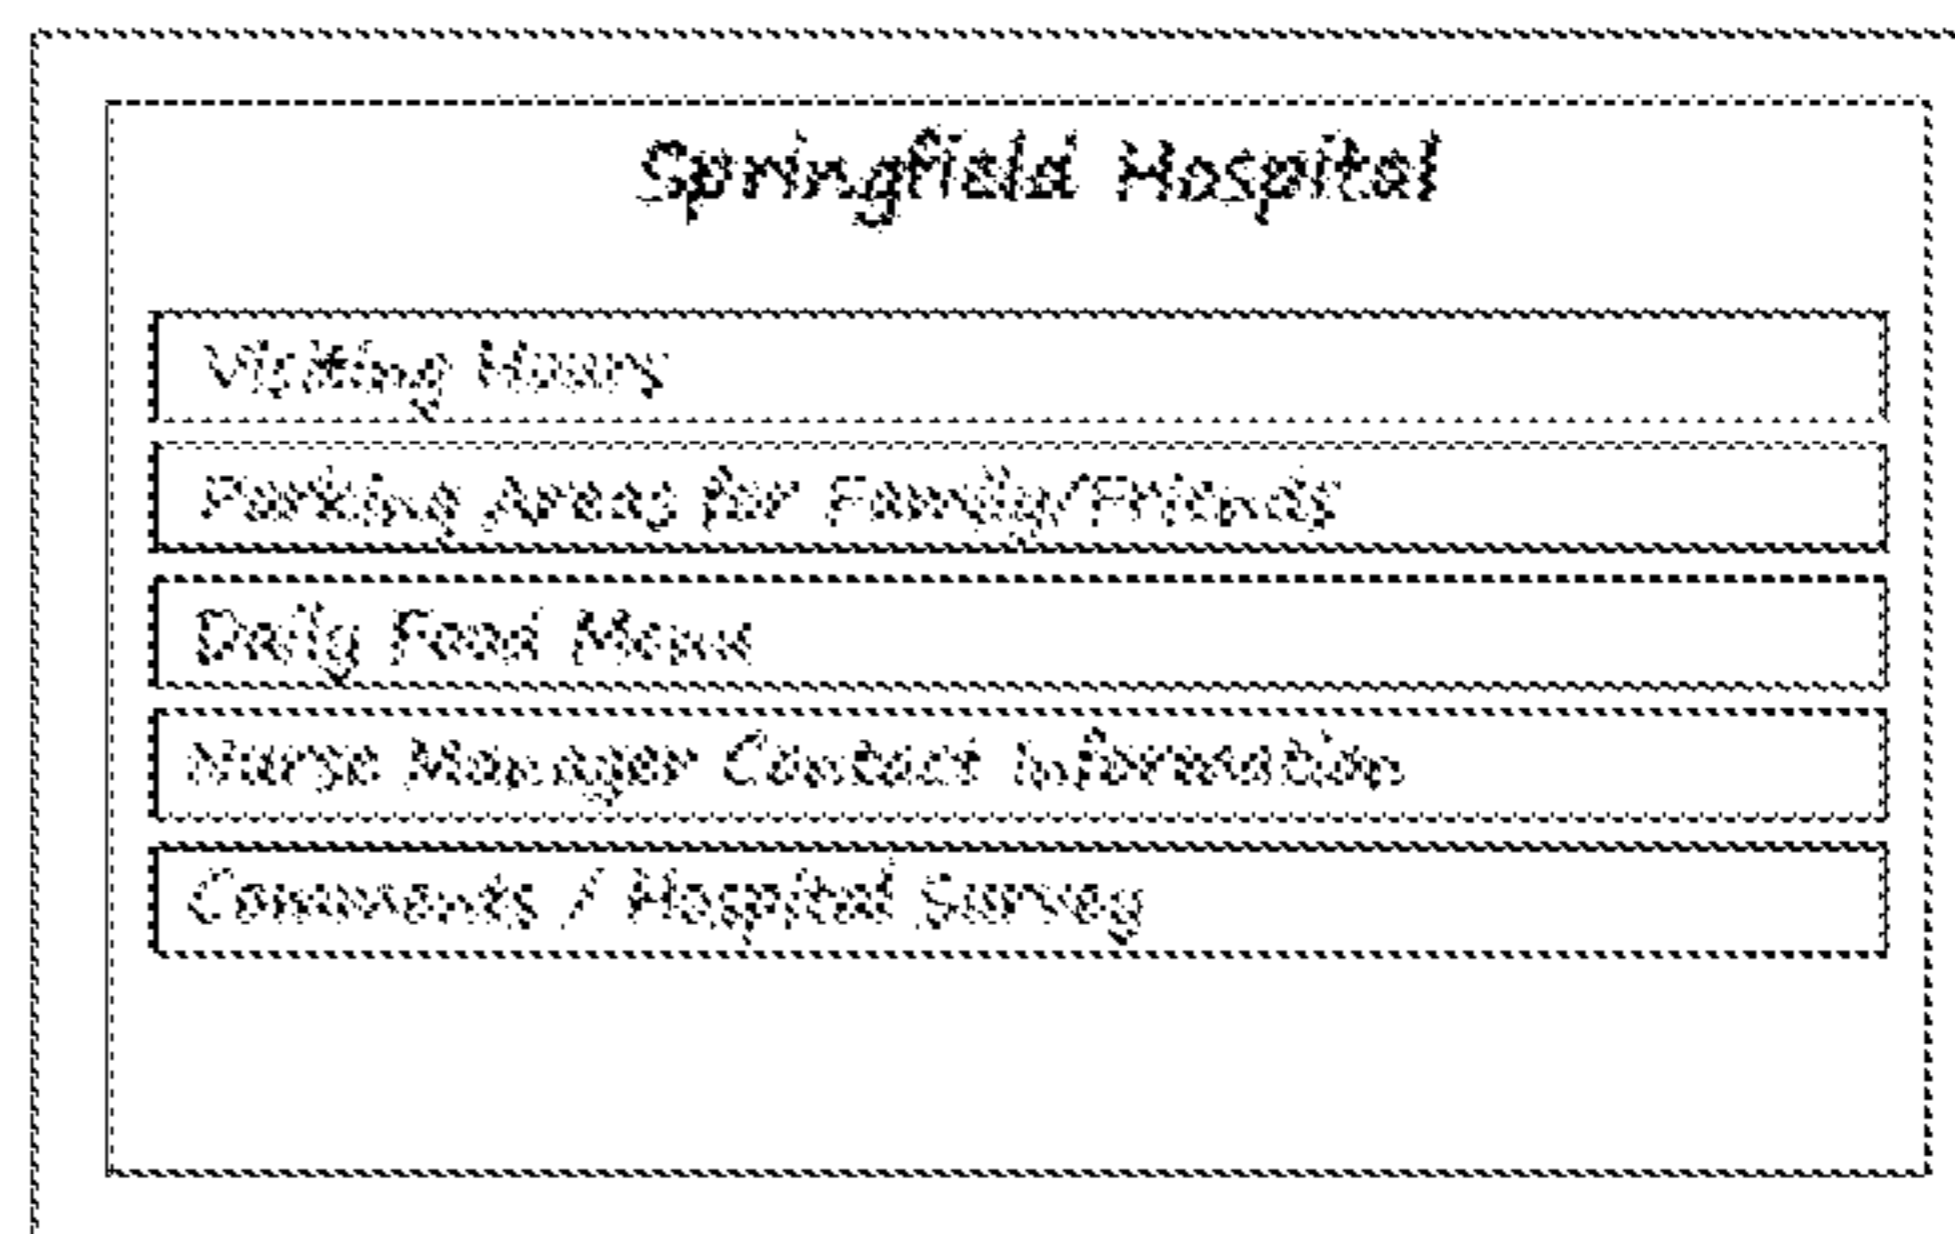 Springfield Hospital
Visiting Hours
Parking Areas for Family/Friends
Daily Food Menu
Nurse Manager Contact Information
Comments / Hospital Survey